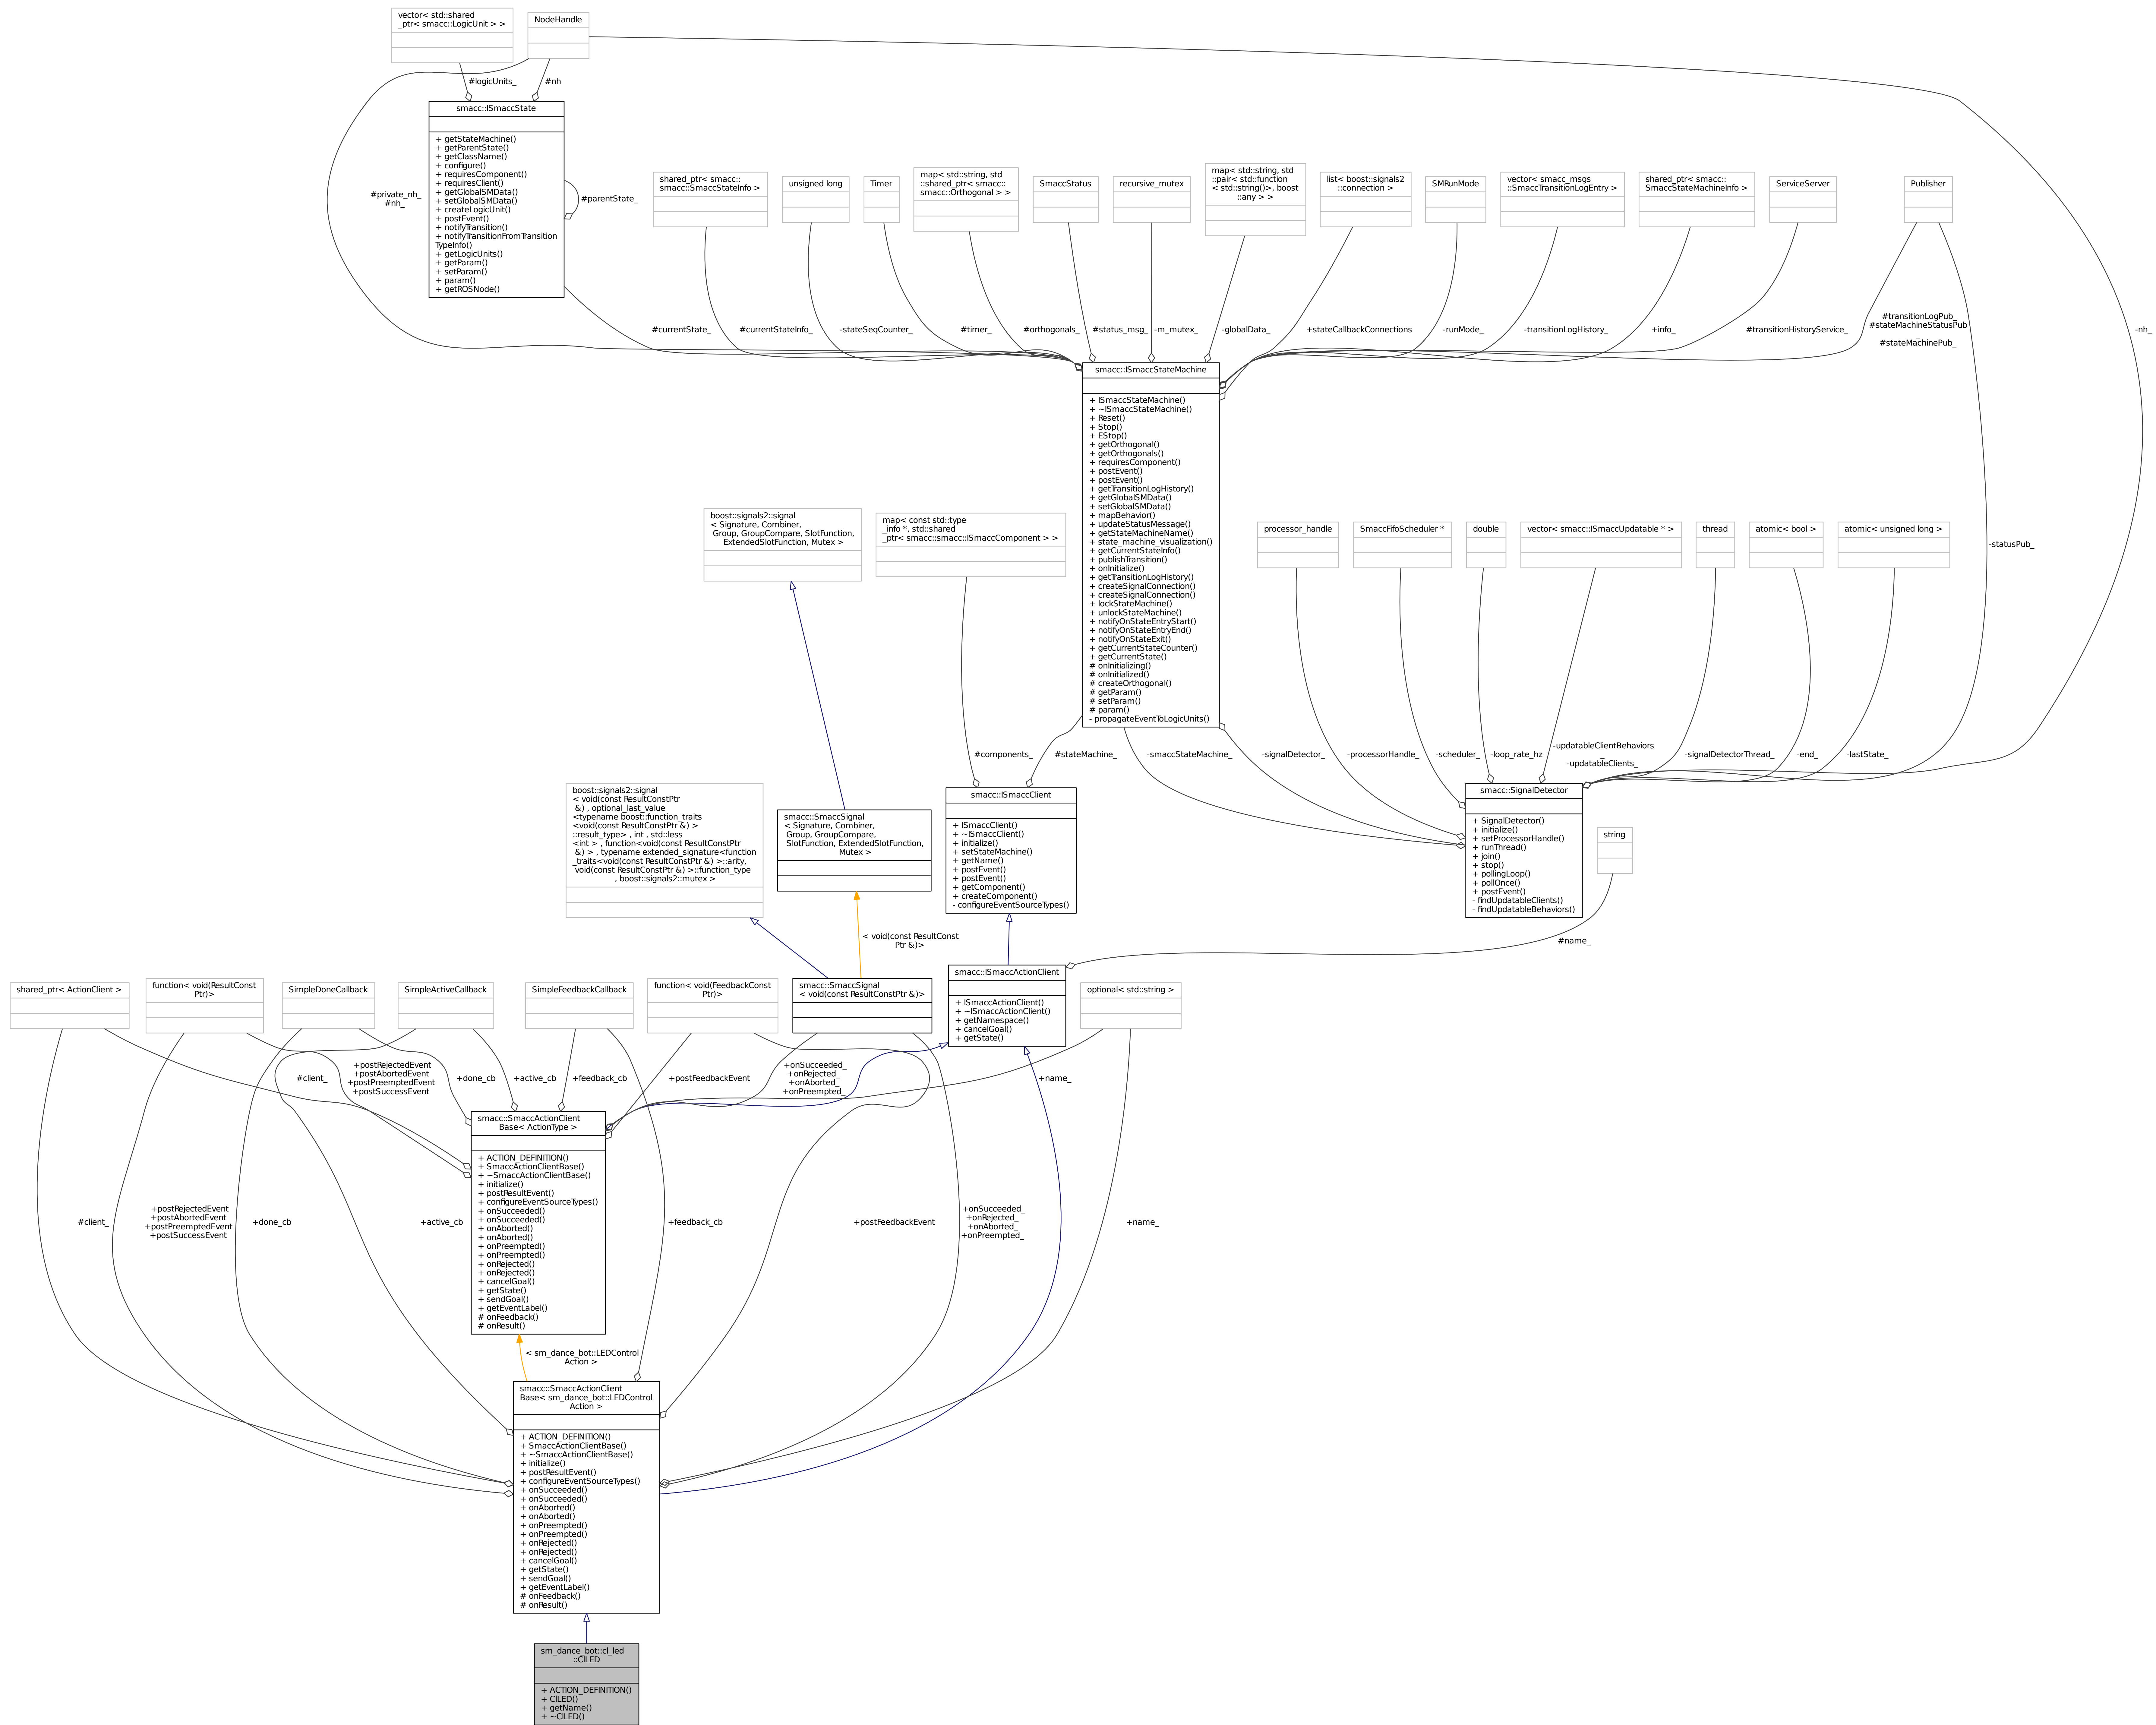 vector< std::shared
_ptr< smacc::LogicUnit > >
NodeHandle
#logicUnits_
#nh
smacc::ISmaccState
+ getStateMachine()
+ getParentState()
+ getClassName()
+ configure()
+ requiresComponent()
+ requiresClient()
+ getGlobalSMData()
+ setGlobalSMData()
+ createLogicUnit()
+ postEvent()
+ notifyTransition()
+ notifyTransitionFromTransition
TypeInfo()
+ getLogicUnits()
+ getParam()
+ setParam()
+ param()
+ getROSNode()
#private_nh_
#nh_
#parentState_
shared_ptr< smacc::
smacc::SmaccStateInfo >
unsigned long
Timer
map< std::string, std
::shared_ptr< smacc::
smacc::Orthogonal > >
SmaccStatus
recursive_mutex
map< std::string, std
::pair< std::function
< std::string()>, boost
::any > >
list< boost::signals2
::connection >
SMRunMode
vector< smacc_msgs
::SmaccTransitionLogEntry >
shared_ptr< smacc::
SmaccStateMachineInfo >
ServiceServer
Publisher
#currentState_
#currentStateInfo_
-stateSeqCounter_
#timer_
#orthogonals_
#status_msg_
-m_mutex_
-globalData_
+stateCallbackConnections
-runMode_
-transitionLogHistory_
+info_
#transitionHistoryService_
#transitionLogPub_
#stateMachineStatusPub
_
#stateMachinePub_
-nh_
smacc::ISmaccStateMachine
+ ISmaccStateMachine()
+ ~ISmaccStateMachine()
+ Reset()
+ Stop()
+ EStop()
+ getOrthogonal()
+ getOrthogonals()
+ requiresComponent()
+ postEvent()
+ postEvent()
+ getTransitionLogHistory()
+ getGlobalSMData()
+ setGlobalSMData()
+ mapBehavior()
+ updateStatusMessage()
+ getStateMachineName()
+ state_machine_visualization()
+ getCurrentStateInfo()
+ publishTransition()
+ onInitialize()
+ getTransitionLogHistory()
+ createSignalConnection()
+ createSignalConnection()
+ lockStateMachine()
+ unlockStateMachine()
+ notifyOnStateEntryStart()
+ notifyOnStateEntryEnd()
+ notifyOnStateExit()
+ getCurrentStateCounter()
+ getCurrentState()
# onInitializing()
# onInitialized()
# createOrthogonal()
# getParam()
# setParam()
# param()
- propagateEventToLogicUnits()
boost::signals2::signal
< Signature, Combiner,
Group, GroupCompare, SlotFunction,
ExtendedSlotFunction, Mutex >
map< const std::type
_info *, std::shared
_ptr< smacc::smacc::ISmaccComponent > >
processor_handle
SmaccFifoScheduler *
double
vector< smacc::ISmaccUpdatable * >
thread
atomic< bool >
atomic< unsigned long >
-statusPub_
#components_
#stateMachine_
-smaccStateMachine_
-signalDetector_
-processorHandle_
-scheduler_
-loop_rate_hz
-updatableClientBehaviors
_
-updatableClients_
-signalDetectorThread_
-end_
-lastState_
boost::signals2::signal
< void(const ResultConstPtr
&) , optional_last_value
<typename boost::function_traits
<void(const ResultConstPtr &) >
::result_type> , int , std::less
<int > , function<void(const ResultConstPtr
&) > , typename extended_signature<function
_traits<void(const ResultConstPtr &) >::arity,
void(const ResultConstPtr &) >::function_type
, boost::signals2::mutex >
smacc::SmaccSignal
< Signature, Combiner,
Group, GroupCompare,
SlotFunction, ExtendedSlotFunction,
Mutex >
smacc::ISmaccClient
+ ISmaccClient()
+ ~ISmaccClient()
+ initialize()
+ setStateMachine()
+ getName()
+ postEvent()
+ postEvent()
+ getComponent()
+ createComponent()
- configureEventSourceTypes()
smacc::SignalDetector
+ SignalDetector()
+ initialize()
+ setProcessorHandle()
+ runThread()
+ join()
+ stop()
+ pollingLoop()
+ pollOnce()
+ postEvent()
- findUpdatableClients()
- findUpdatableBehaviors()
string
< void(const ResultConst
Ptr &)>
#name_
shared_ptr< ActionClient >
function< void(ResultConst
Ptr)>
SimpleDoneCallback
SimpleActiveCallback
SimpleFeedbackCallback
function< void(FeedbackConst
Ptr)>
smacc::SmaccSignal
< void(const ResultConstPtr &)>
smacc::ISmaccActionClient
+ ISmaccActionClient()
+ ~ISmaccActionClient()
+ getNamespace()
+ cancelGoal()
+ getState()
optional< std::string >
#client_
+postRejectedEvent
+postAbortedEvent
+postPreemptedEvent
+postSuccessEvent
+done_cb
+active_cb
+feedback_cb
+postFeedbackEvent
+onSucceeded_
+onRejected_
+onAborted_
+onPreempted_
+name_
smacc::SmaccActionClient
Base< ActionType >
+ ACTION_DEFINITION()
+ SmaccActionClientBase()
+ ~SmaccActionClientBase()
+ initialize()
+ postResultEvent()
+ configureEventSourceTypes()
+ onSucceeded()
+ onSucceeded()
+ onAborted()
+ onAborted()
+ onPreempted()
+ onPreempted()
+ onRejected()
+ onRejected()
+ cancelGoal()
+ getState()
+ sendGoal()
+ getEventLabel()
# onFeedback()
# onResult()
#client_
+postRejectedEvent
+postAbortedEvent
+postPreemptedEvent
+postSuccessEvent
+done_cb
+active_cb
+feedback_cb
+postFeedbackEvent
+onSucceeded_
+onRejected_
+onAborted_
+onPreempted_
+name_
< sm_dance_bot::LEDControl
Action >
smacc::SmaccActionClient
Base< sm_dance_bot::LEDControl
Action >
+ ACTION_DEFINITION()
+ SmaccActionClientBase()
+ ~SmaccActionClientBase()
+ initialize()
+ postResultEvent()
+ configureEventSourceTypes()
+ onSucceeded()
+ onSucceeded()
+ onAborted()
+ onAborted()
+ onPreempted()
+ onPreempted()
+ onRejected()
+ onRejected()
+ cancelGoal()
+ getState()
+ sendGoal()
+ getEventLabel()
# onFeedback()
# onResult()
sm_dance_bot::cl_led
::ClLED
+ ACTION_DEFINITION()
+ ClLED()
+ getName()
+ ~ClLED()